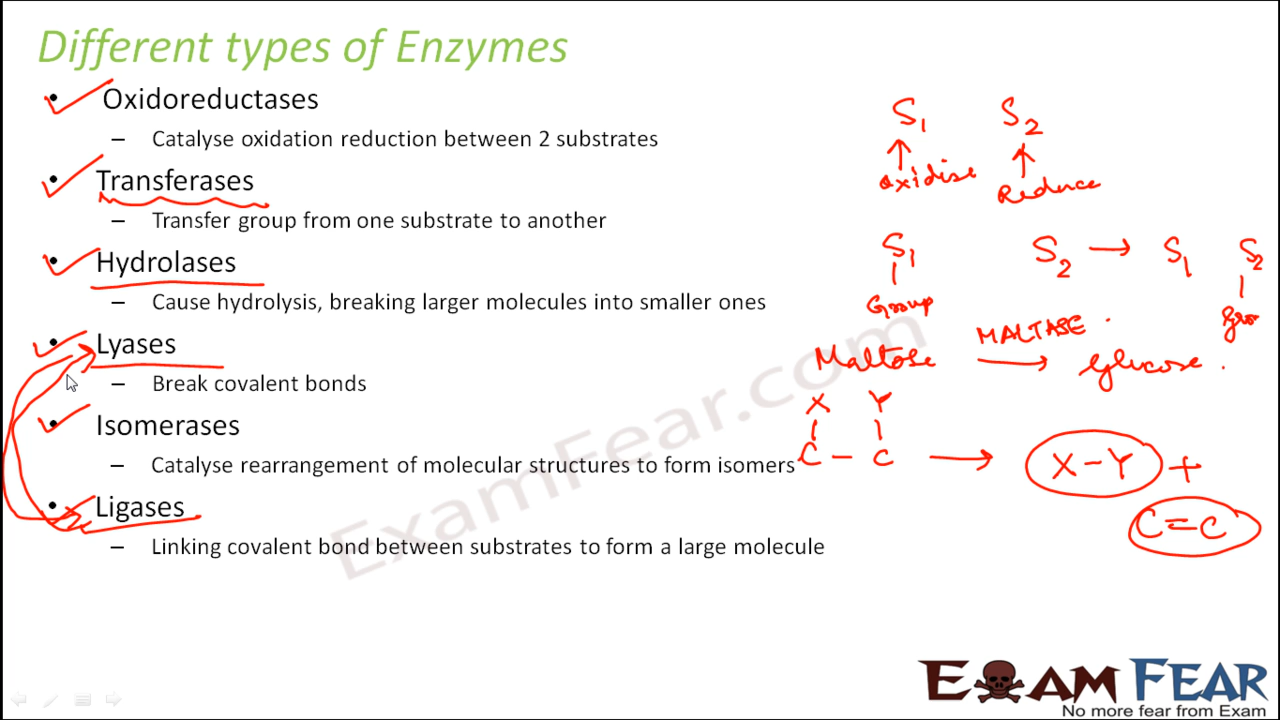 Different types of Enzymes
• Oxidoreductases
– Catalyse oxidation reduction between 2 substrates
• Transferases
– Transfer group from one substrate to another
• Hydrolases
– Cause hydrolysis, breaking larger molecules into smaller ones
• Lyases
– Break covalent bonds
• Isomerases
– Catalyse rearrangement of molecular structures to form isomers
• Ligases
– Linking covalent bond between substrates to form a large molecule
S1 S2
Oxidise Reduce
S1 S2 → S1 S2
Group Gro
MALTASE
Maltose → Glucose
X Y
C – C → X – Y +
C = C
ExamFear.com
EXAM FEAR
No more fear from Exam